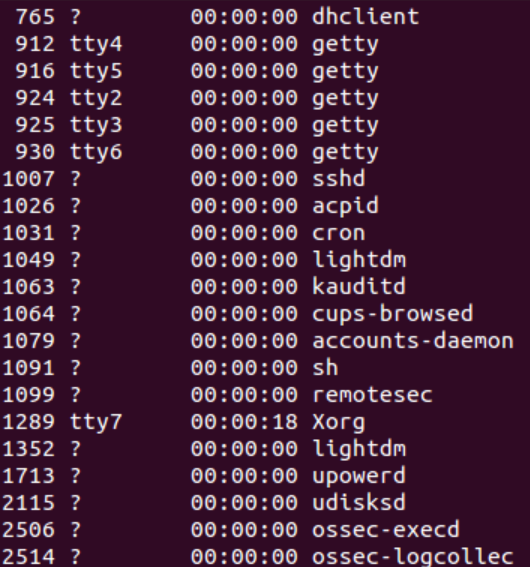 765 ? 00:00:00 dhclient
912 tty4 00:00:00 getty
916 tty5 00:00:00 getty
924 tty2 00:00:00 getty
925 tty3 00:00:00 getty
930 tty6 00:00:00 getty
1007 ? 00:00:00 sshd
1026 ? 00:00:00 acpid
1031 ? 00:00:00 cron
1049 ? 00:00:00 lightdm
1063 ? 00:00:00 kauditd
1064 ? 00:00:00 cups-browsed
1079 ? 00:00:00 accounts-daemon
1091 ? 00:00:00 sh
1099 ? 00:00:00 remotesec
1289 tty7 00:00:18 Xorg
1352 ? 00:00:00 lightdm
1713 ? 00:00:00 upowerd
2115 ? 00:00:00 udisksd
2506 ? 00:00:00 ossec-execd
2514 ? 00:00:00 ossec-logcollec